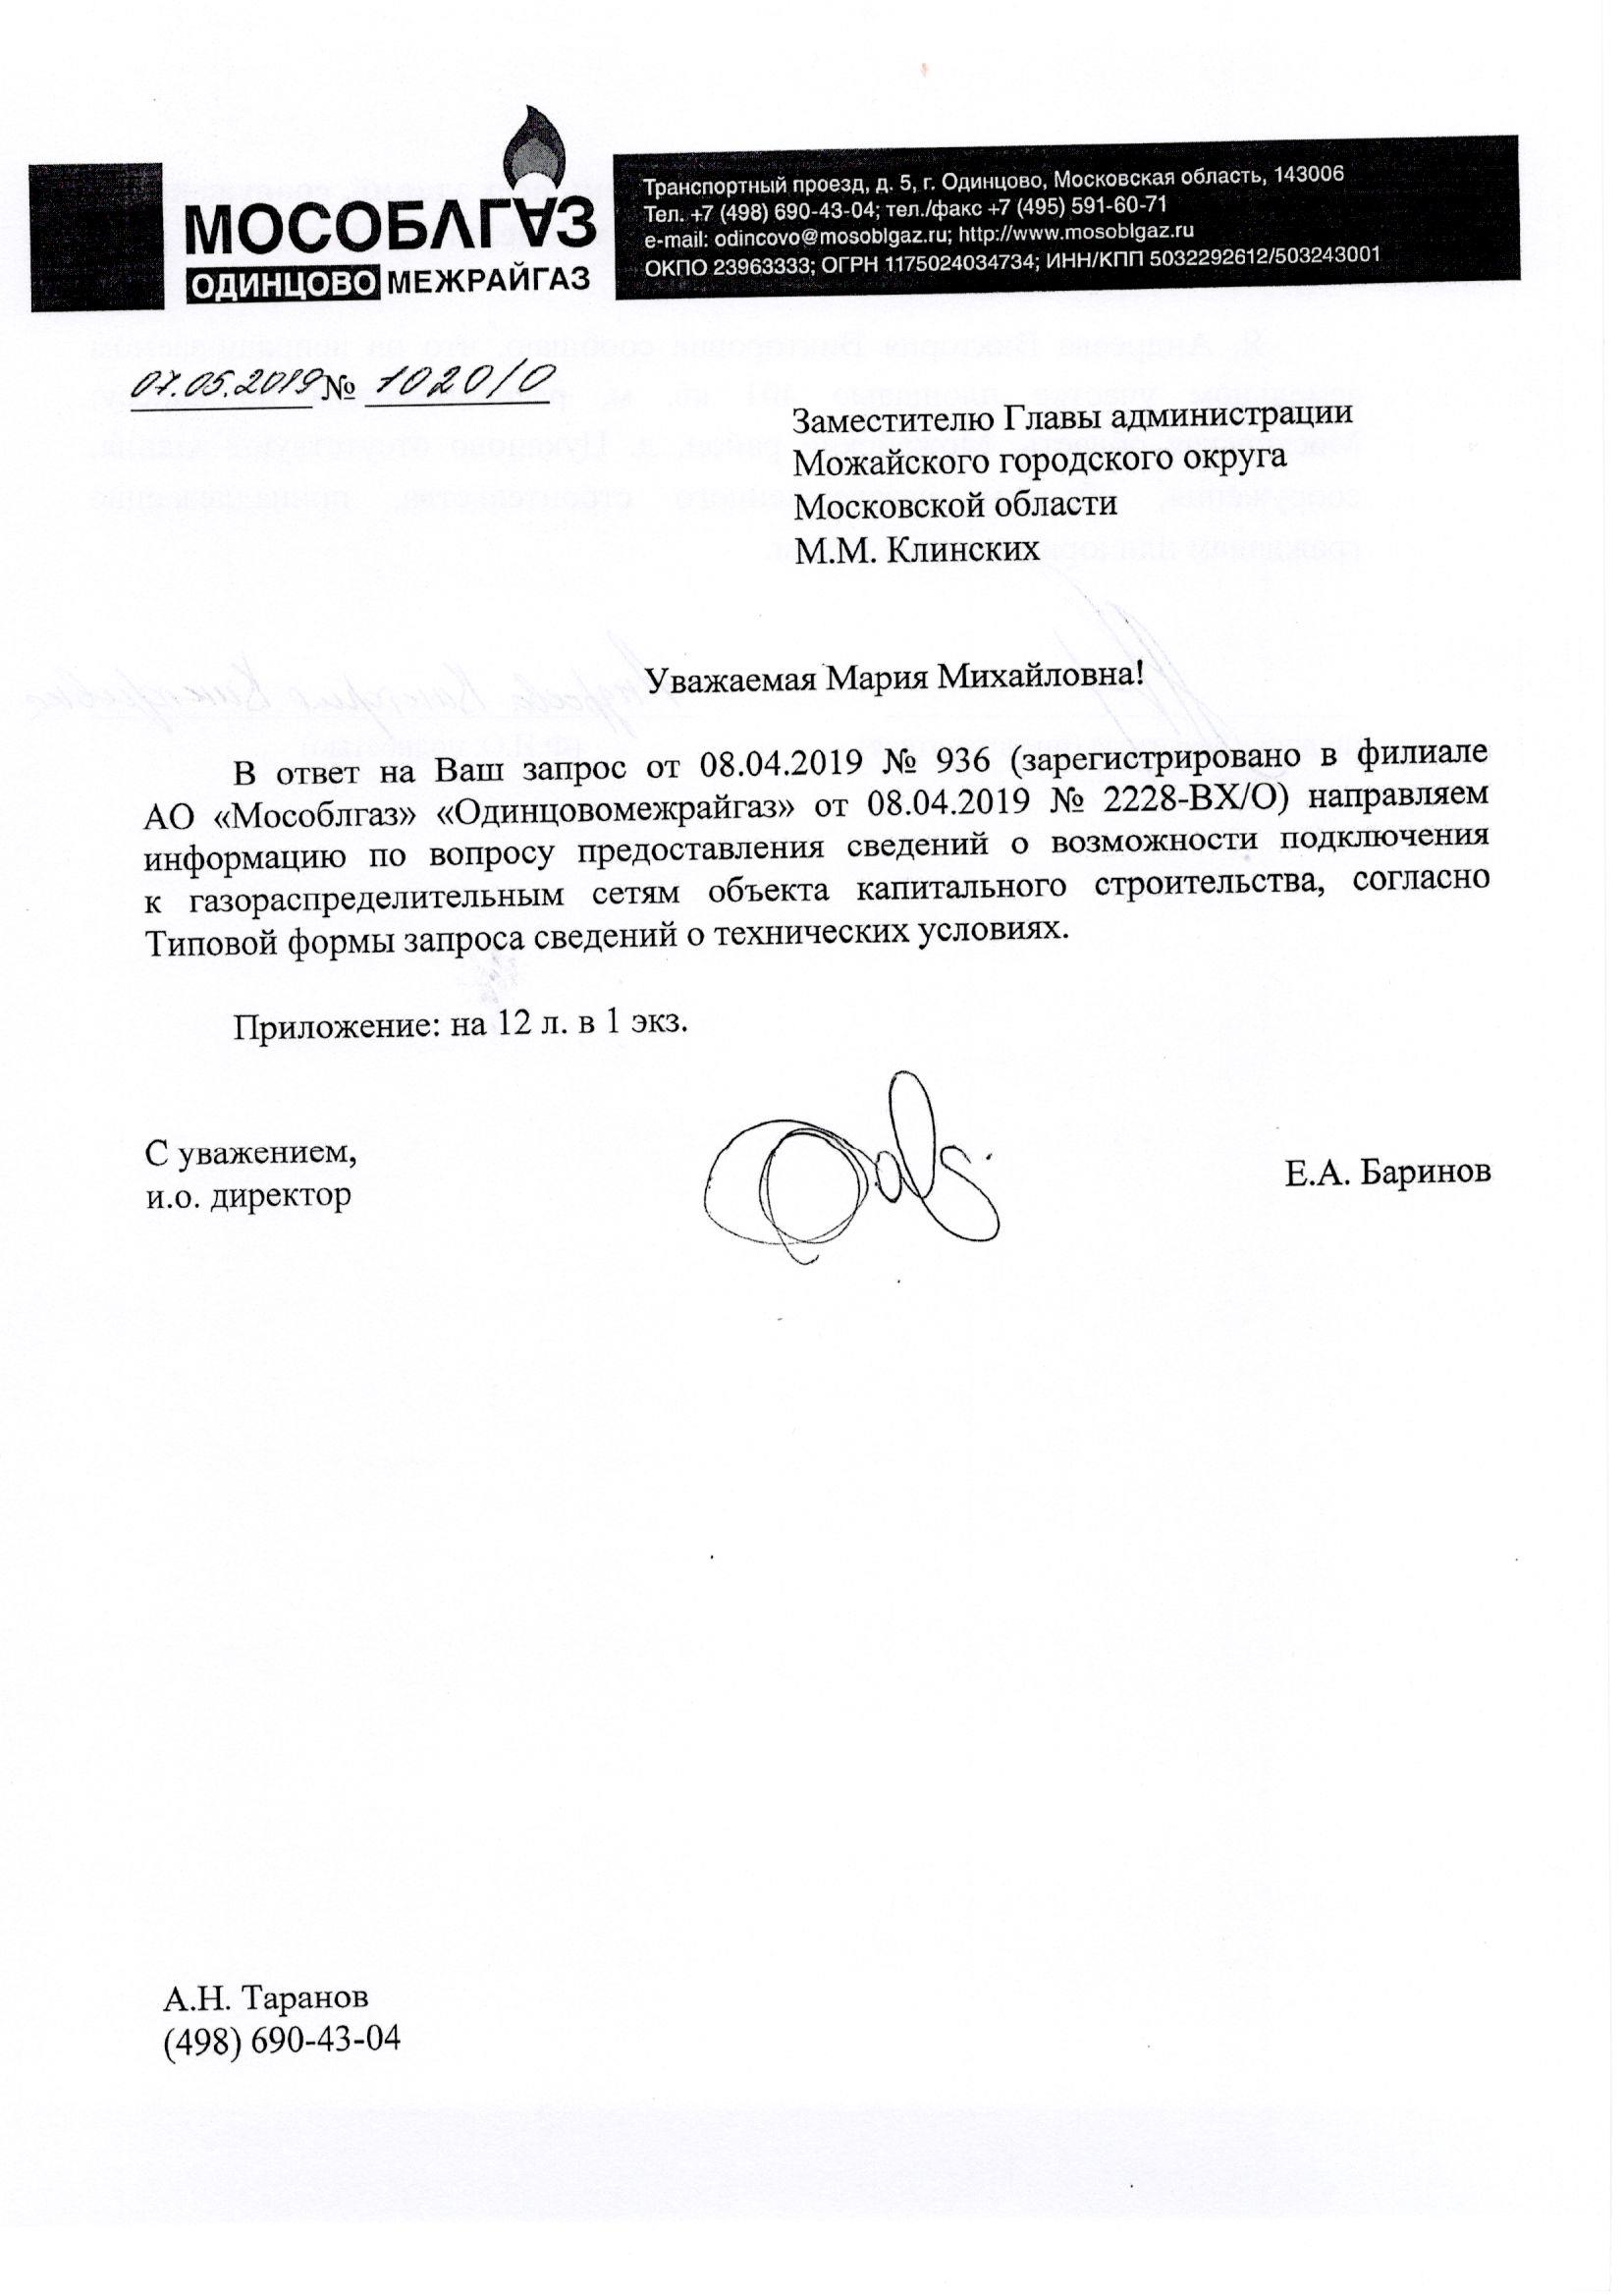 МОСОБЛГАЗ
ОДИНЦОВО МЕЖРАЙГАЗ
Транспортный проезд, д. 5, г. Одинцово, Московская область, 143006
Тел. +7 (498) 690-43-04; тел./факс +7 (495) 591-60-71
e-mail: odincovo@mosoblgaz.ru; http://www.mosoblgaz.ru
ОКПО 23963333; ОГРН 1175024034734; ИНН/КПП 5032292612/503243001
07.05.2019 № 1020/О
Заместителю Главы администрации
Можайского городского округа
Московской области
М.М. Клинских
Уважаемая Мария Михайловна!
В ответ на Ваш запрос от 08.04.2019 № 936 (зарегистрировано в филиале
АО «Мособлгаз» «Одинцовомежрайгаз» от 08.04.2019 № 2228-ВХ/О) направляем
информацию по вопросу предоставления сведений о возможности подключения
к газораспределительным сетям объекта капитального строительства, согласно
Типовой формы запроса сведений о технических условиях.
Приложение: на 12 л. в 1 экз.
С уважением,
и.о. директор
Е.А. Баринов
А.Н. Таранов
(498) 690-43-04